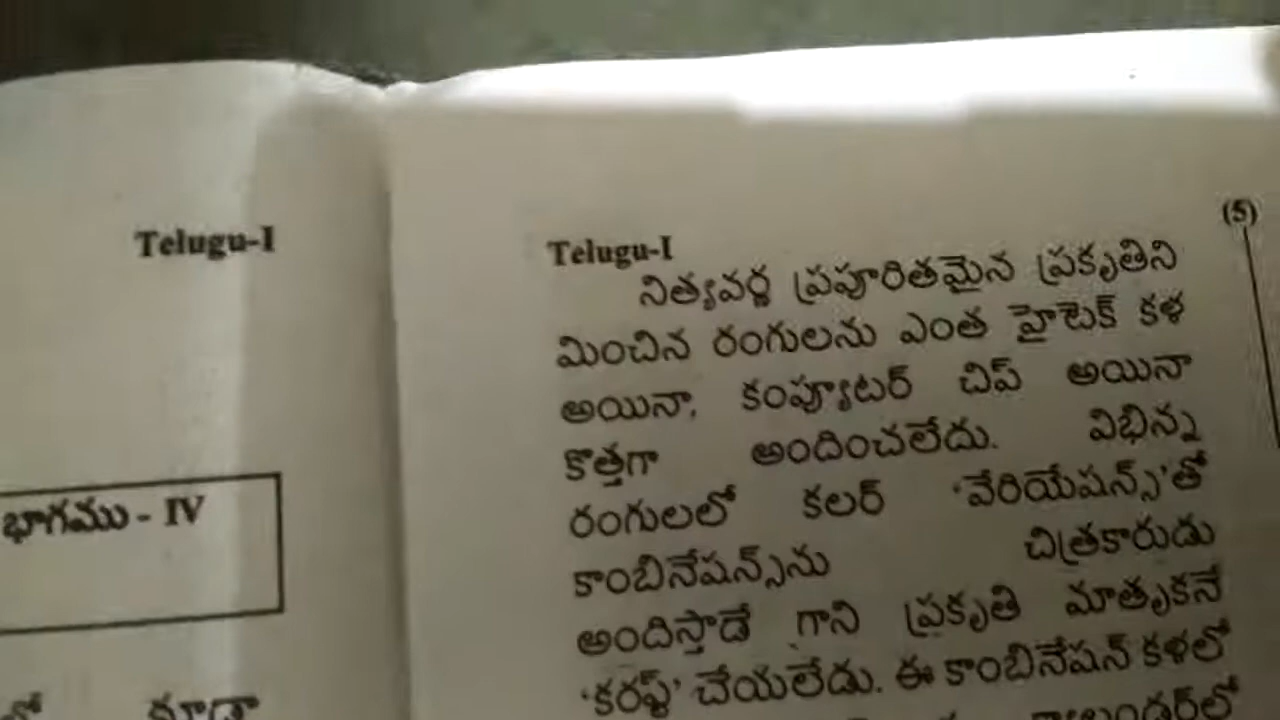 Telugu-I
భాగము - IV
కూడా
Telugu-I
(5)
నిత్యవర్ణ ప్రపూరితమైన ప్రకృతిని
మించిన రంగులను ఎంత హైటెక్ కళ
అయినా, కంప్యూటర్ చిప్ అయినా
కొత్తగా అందించలేదు. విభిన్న
రంగులలో కలర్ ‘వేరియేషన్స్’తో
కాంబినేషన్స్‌ను చిత్రకారుడు
అందిస్తాడే గాని ప్రకృతి మాతృకనే
‘కరప్ట్’ చేయలేడు. ఈ కాంబినేషన్ కళలో